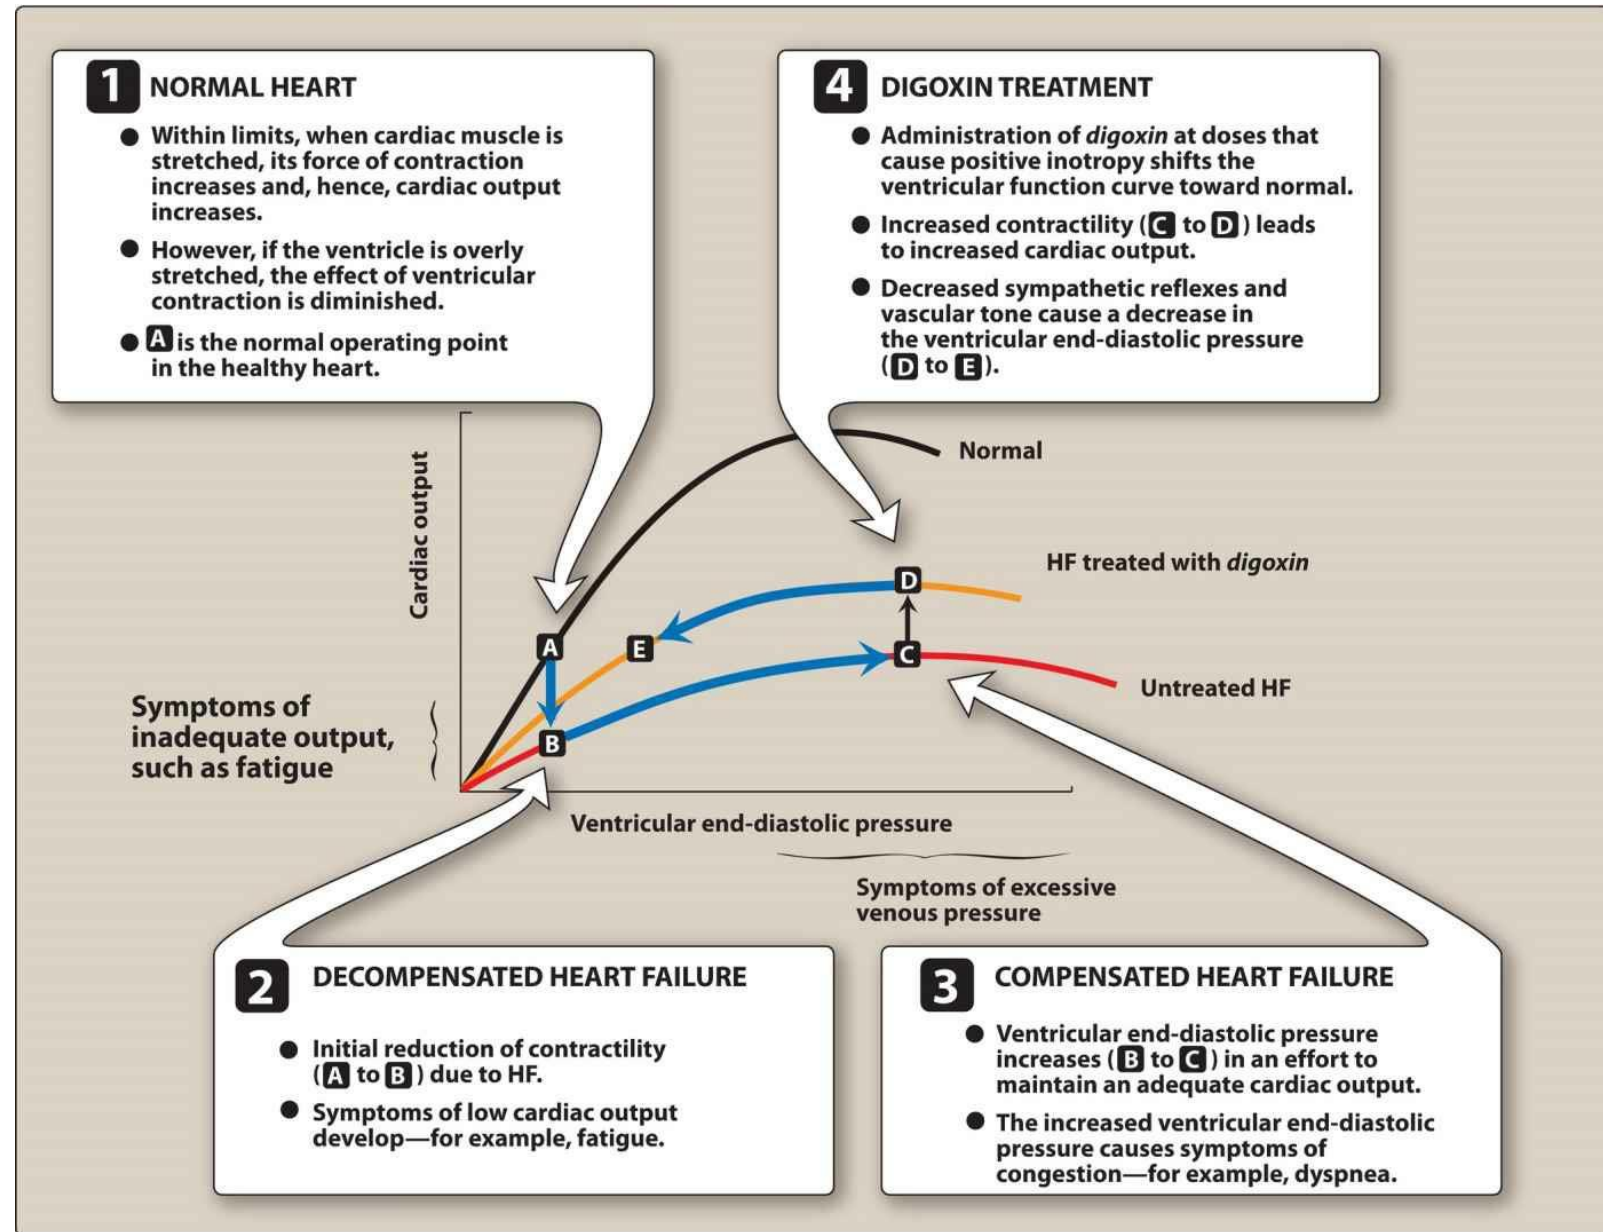 1 NORMAL HEART
● Within limits, when cardiac muscle is
stretched, its force of contraction
increases and, hence, cardiac output
increases.
● However, if the ventricle is overly
stretched, the effect of ventricular
contraction is diminished.
● A is the normal operating point
in the healthy heart.
4 DIGOXIN TREATMENT
● Administration of digoxin at doses that
cause positive inotropy shifts the
ventricular function curve toward normal.
● Increased contractility (C to D) leads
to increased cardiac output.
● Decreased sympathetic reflexes and
vascular tone cause a decrease in
the ventricular end-diastolic pressure
(D to E).
Cardiac output
Normal
HF treated with digoxin
D
A
E
C
B
Untreated HF
Symptoms of
inadequate output,
such as fatigue
Ventricular end-diastolic pressure
Symptoms of excessive
venous pressure
2 DECOMPENSATED HEART FAILURE
● Initial reduction of contractility
(A to B) due to HF.
● Symptoms of low cardiac output
develop—for example, fatigue.
3 COMPENSATED HEART FAILURE
● Ventricular end-diastolic pressure
increases (B to C) in an effort to
maintain an adequate cardiac output.
● The increased ventricular end-diastolic
pressure causes symptoms of
congestion—for example, dyspnea.